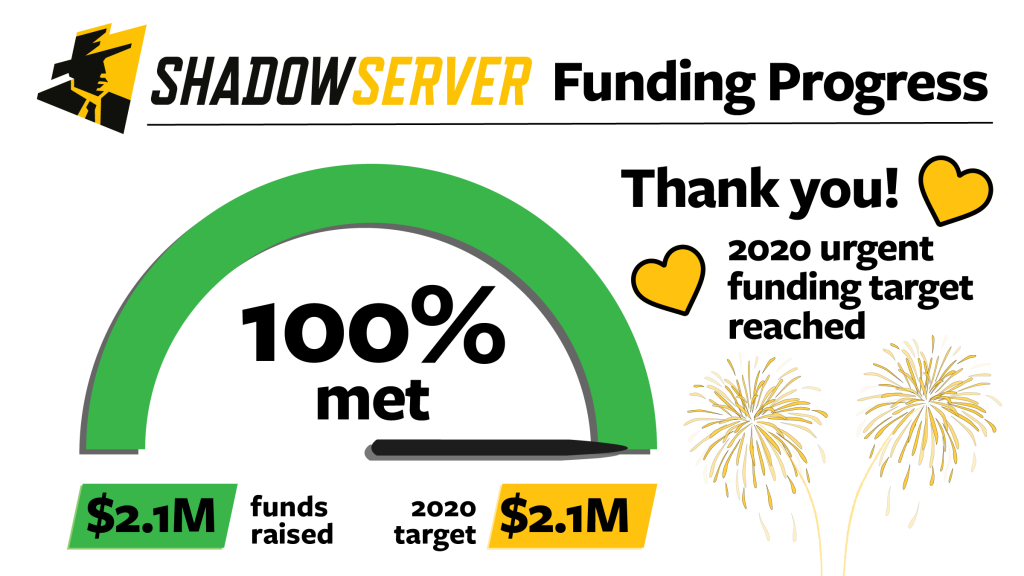 SHADOWSERVER Funding Progress
Thank you!
2020 urgent
funding target
reached
100%
met
$2.1M
funds
raised
2020
target
$2.1M